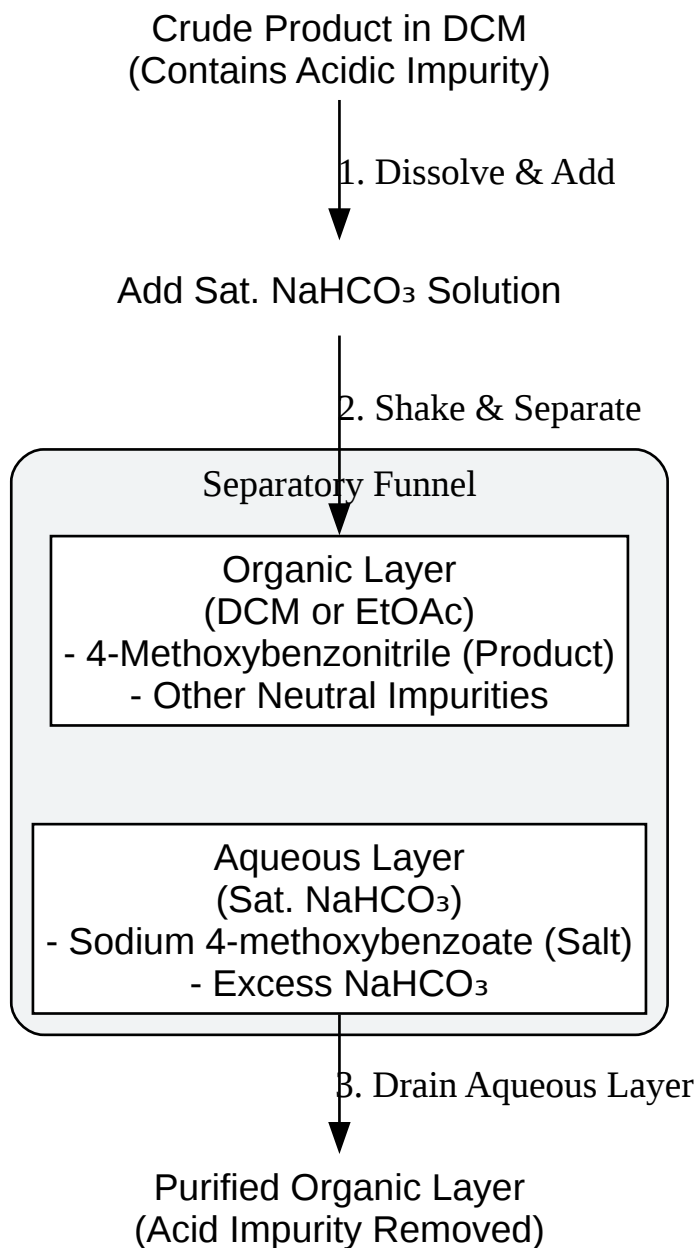 Crude Product in DCM
(Contains Acidic Impurity)
1. Dissolve & Add
Add Sat. NaHCO₃ Solution
2. Shake & Separate
Separatory Funnel
Organic Layer
(DCM or EtOAc)
- 4-Methoxybenzonitrile (Product)
- Other Neutral Impurities
Aqueous Layer
(Sat. NaHCO₃)
- Sodium 4-methoxybenzoate (Salt)
- Excess NaHCO₃
3. Drain Aqueous Layer
Purified Organic Layer
(Acid Impurity Removed)